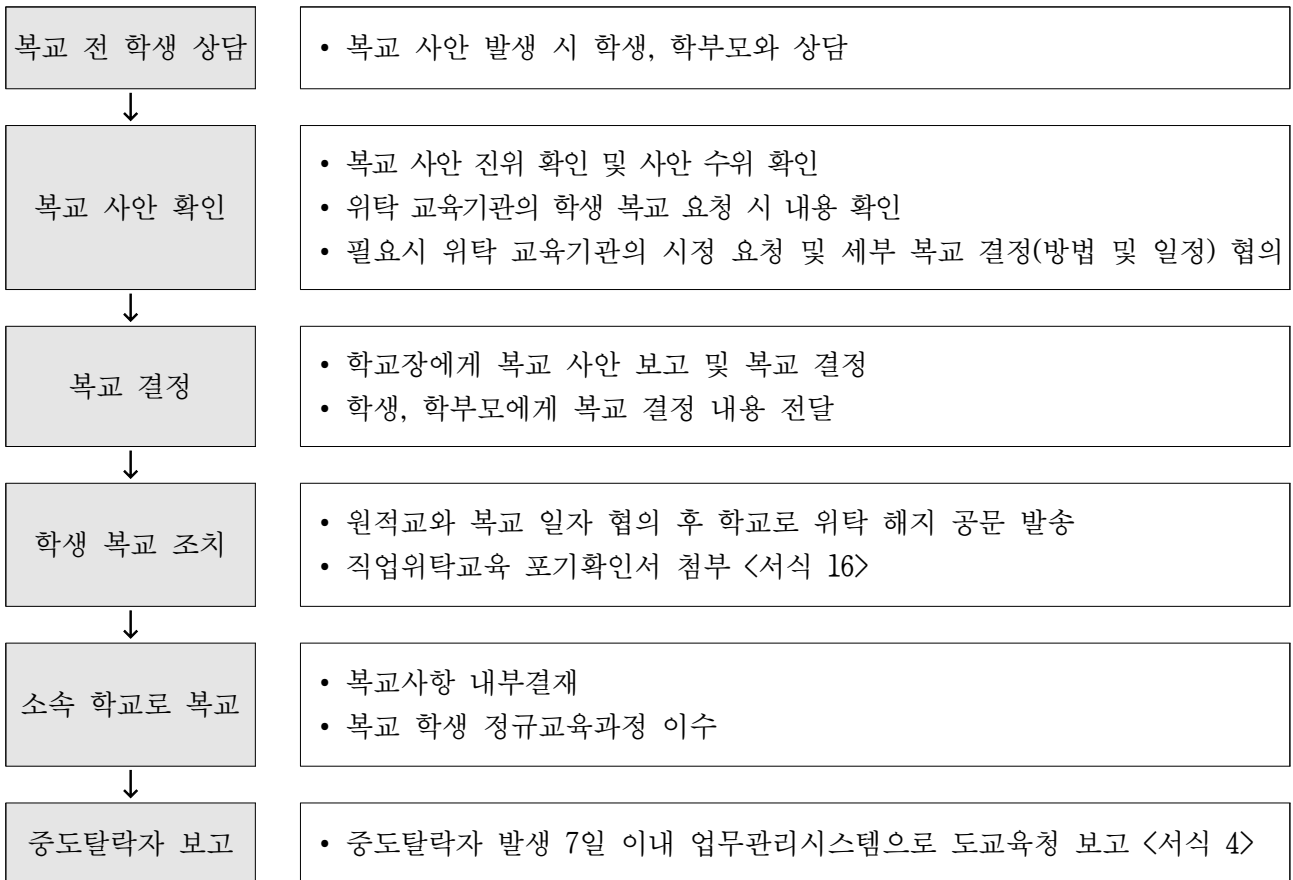 복교 전 학생 상담
• 복교 사안 발생 시 학생, 학부모와 상담
↓
복교 사안 확인
• 복교 사안 진위 확인 및 사안 수위 확인
• 위탁 교육기관의 학생 복교 요청 시 내용 확인
• 필요시 위탁 교육기관의 시정 요청 및 세부 복교 결정(방법 및 일정) 협의
↓
복교 결정
• 학교장에게 복교 사안 보고 및 복교 결정
• 학생, 학부모에게 복교 결정 내용 전달
↓
학생 복교 조치
• 원적교와 복교 일자 협의 후 학교로 위탁 해지 공문 발송
• 직업위탁교육 포기확인서 첨부 <서식 16>
↓
소속 학교로 복교
• 복교사항 내부결재
• 복교 학생 정규교육과정 이수
↓
중도탈락자 보고
• 중도탈락자 발생 7일 이내 업무관리시스템으로 도교육청 보고 <서식 4>